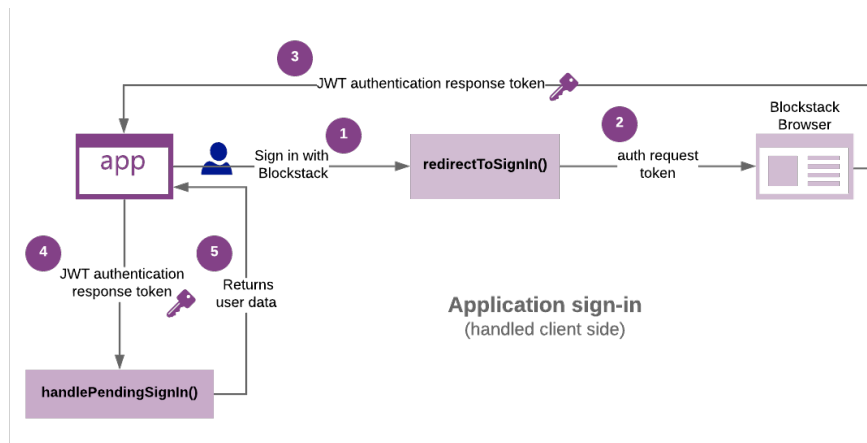 3
JWT authentication response token
Blockstack
Browser
1
2
app
Sign in with
Blockstack
redirectToSignIn()
auth request
token
4
5
JWT authentication
response token
Returns
user data
Application sign-in
(handled client side)
handlePendingSignIn()